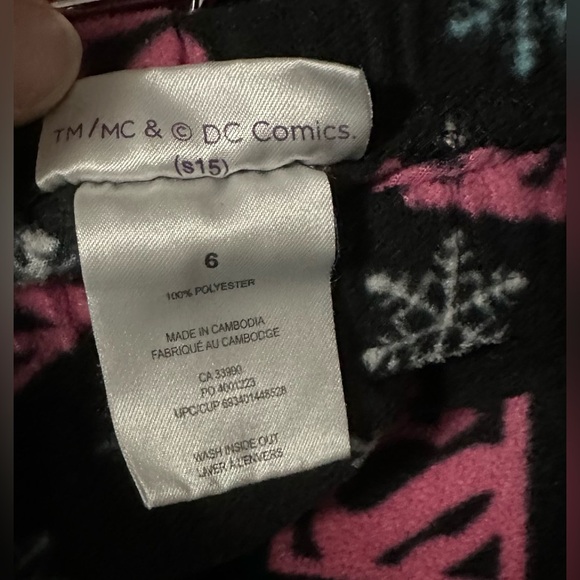 TM/MC & © DC Comics.
(s15)
6
100% POLYESTER
MADE IN CAMBODIA
FABRIQUÉ AU CAMBODGE
CA 33990
PO 4001223
UPC/CUP 693401448528
WASH INSIDE OUT
LAVER À L'ENVERS